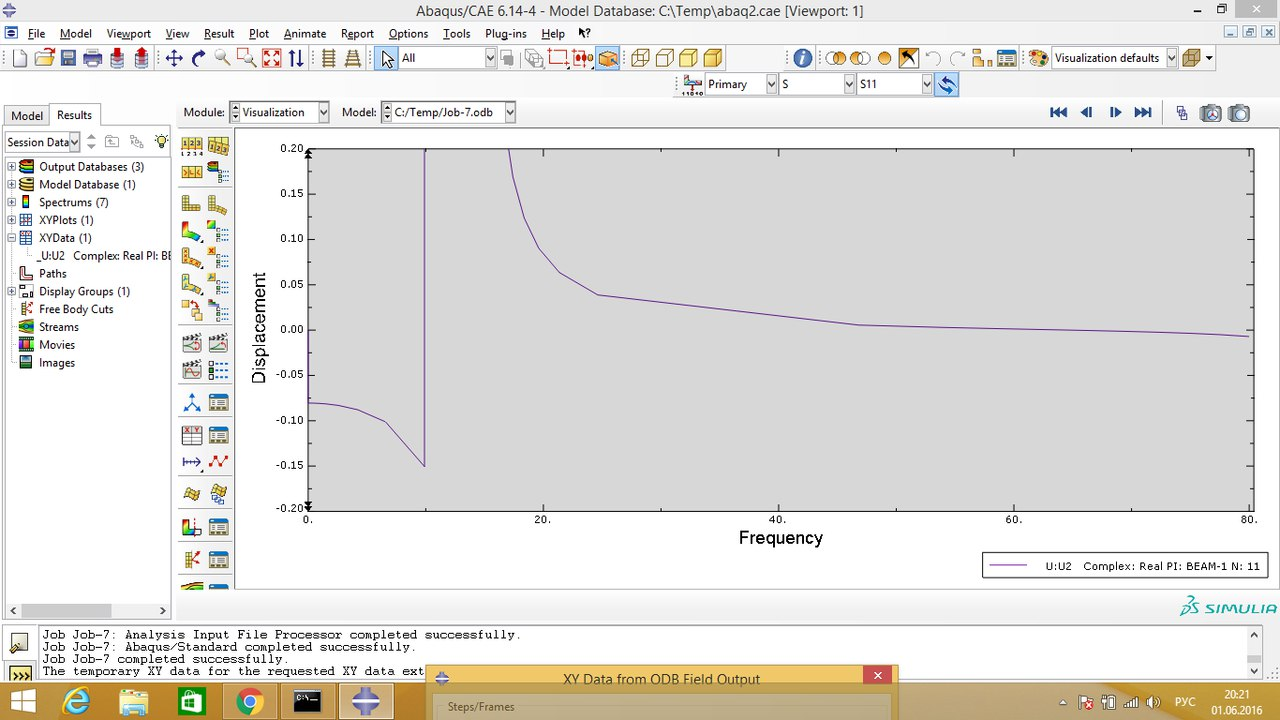 Abaqus/CAE 6.14-4 - Model Database: C:\Temp\abaq2.cae [Viewport: 1]
File Model Viewport View Result Plot Animate Report Options Tools Plug-ins Help
All Visualization defaults
Primary S S11
Model Results Module: Visualization Model: C:/Temp/Job-7.odb
Session Data
Output Databases (3)
Model Database (1)
Spectrums (7)
XYPlots (1)
XYData (1)
_U:U2 Complex: Real PI: BE
Paths
Display Groups (1)
Free Body Cuts
Streams
Movies
Images
0.20
0.15
0.10
0.05
0.00
-0.05
-0.10
-0.15
-0.20
Displacement
0. 20. 40. 60. 80.
Frequency
U:U2 Complex: Real PI: BEAM-1 N: 11
SIMULIA
Job Job-7: Analysis Input File Processor completed successfully.
Job Job-7: Abaqus/Standard completed successfully.
Job Job-7 completed successfully.
The temporary XY data for the requested XY data ext
XY Data from ODB Field Output
Steps/Frames
РУС
20:21
01.06.2016